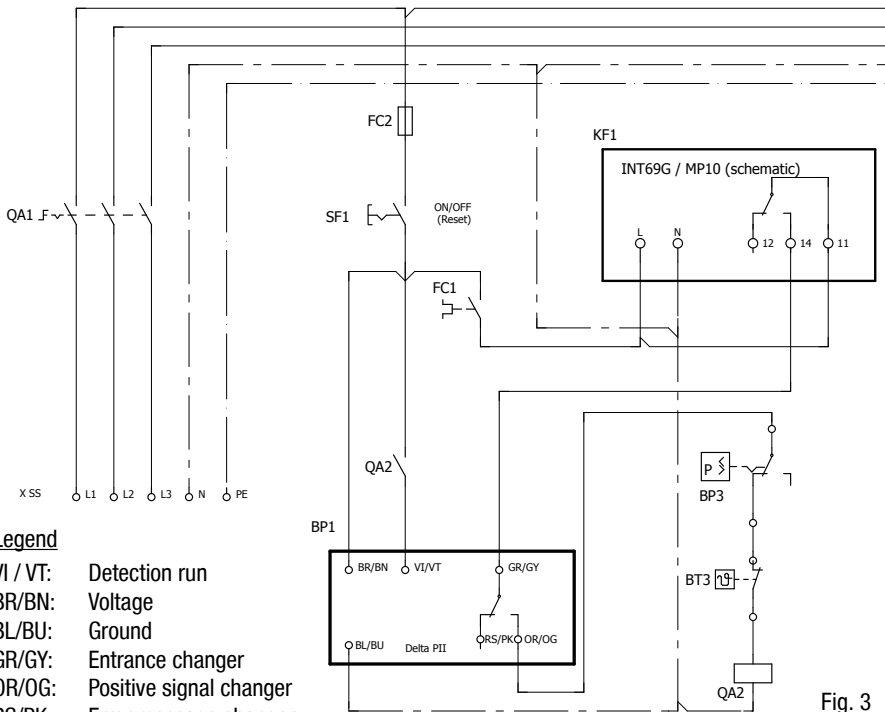 FC2
KF1
INT69G / MP10 (schematic)
QA1
SF1
ON/OFF
(Reset)
L
N
12
14
11
FC1
QA2
P
BP3
X SS
L1
L2
L3
N
PE
BP1
BR/BN
VI/VT
GR/GY
BT3
BL/BU
Delta PII
RS/PK
OR/OG
QA2
Legend
VI / VT: Detection run
BR/BN: Voltage
BL/BU: Ground
GR/GY: Entrance changer
OR/OG: Positive signal changer
Fig. 3